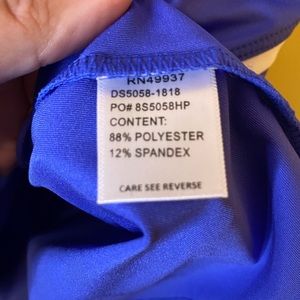 RN49937
DS5058-1818
PO# 8S5058HP
CONTENT:
88% POLYESTER
12% SPANDEX
CARE SEE REVERSE